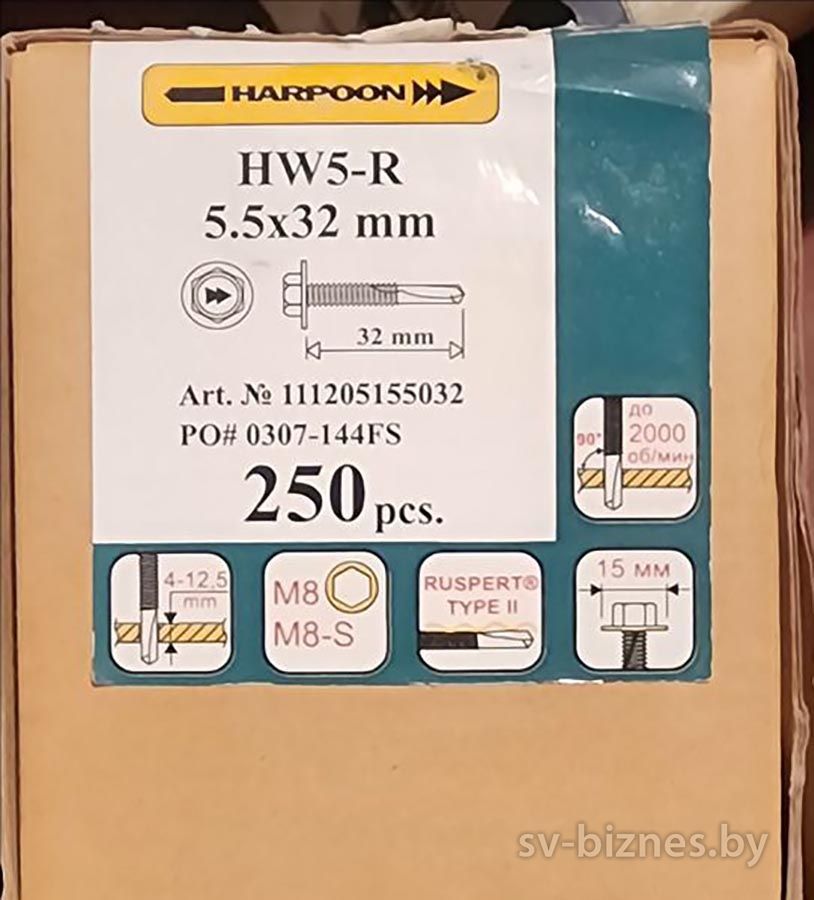 HARPOON
HW5-R
5.5x32 mm
32 mm
Art. № 111205155032
PO# 0307-144FS
250 pcs.
90°
до
2000
об/мин
4-12,5
mm
M8
M8-S
RUSPERT®
TYPE II
15 мм
sv-biznes.by